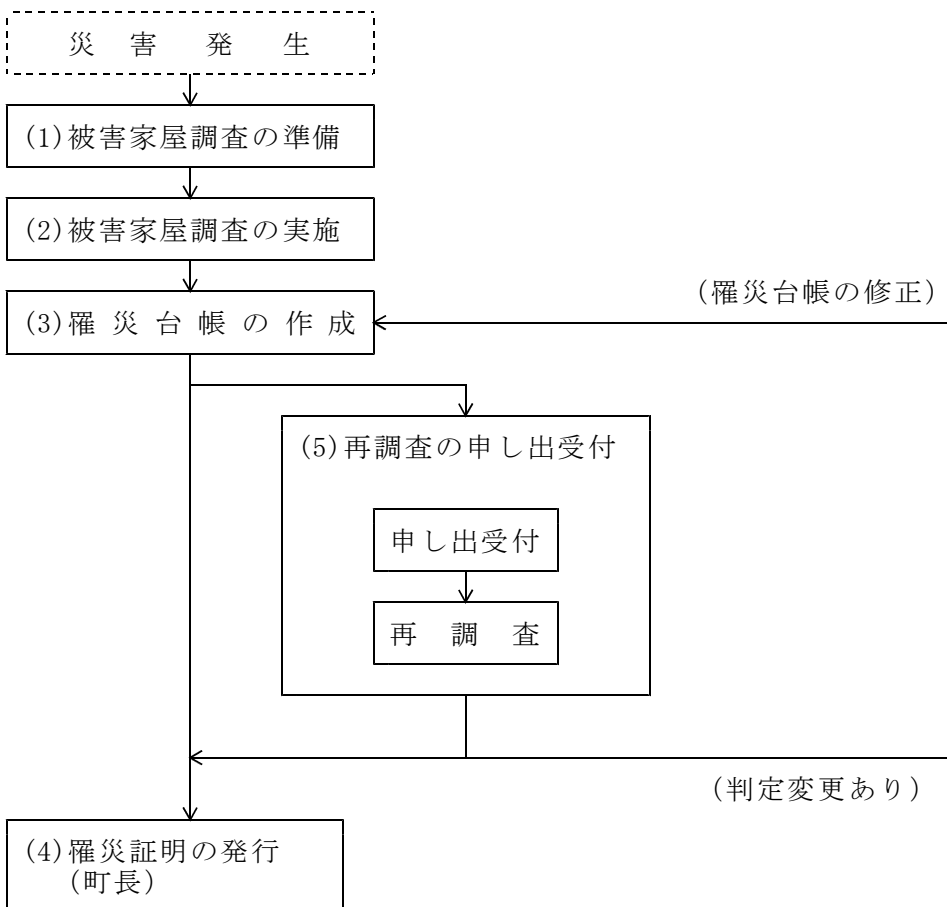 災害発生
(1)被害家屋調査の準備
(2)被害家屋調査の実施
(罹災台帳の修正)
(3)罹災台帳の作成
(5)再調査の申し出受付
申し出受付
再調査
(判定変更あり)
(4)罹災証明の発行
(町長)